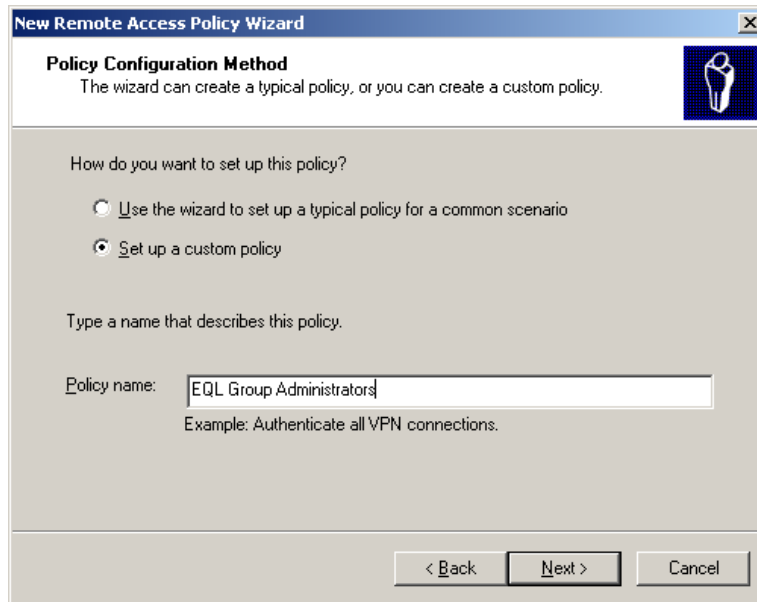 New Remote Access Policy Wizard
Policy Configuration Method
The wizard can create a typical policy, or you can create a custom policy.
How do you want to set up this policy?
Use the wizard to set up a typical policy for a common scenario
Set up a custom policy
Type a name that describes this policy.
Policy name: EQL Group Administrators
Example: Authenticate all VPN connections.
< Back Next > Cancel